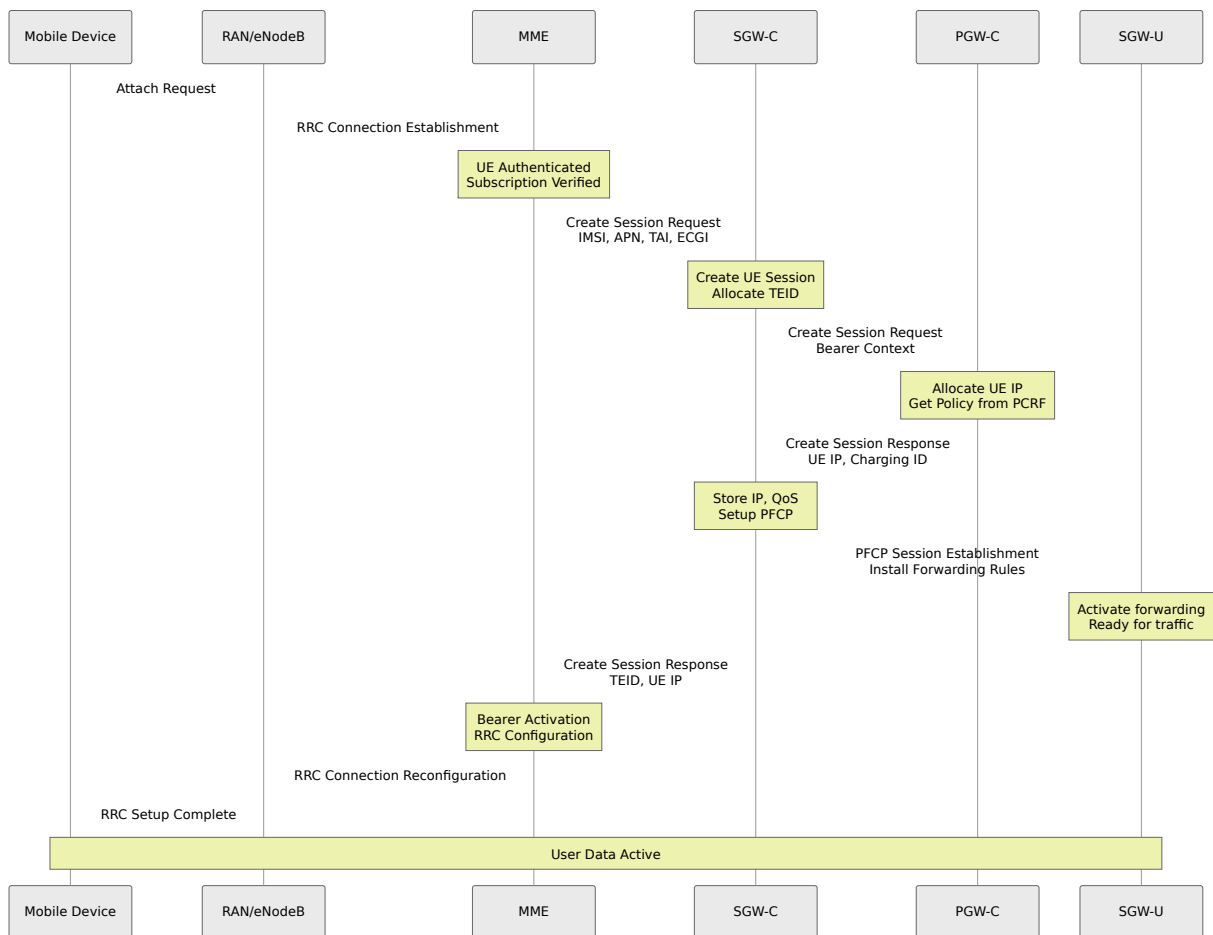 Mobile Device
RAN/eNodeB
MME
SGW-C
PGW-C
SGW-U
Attach Request
RRC Connection Establishment
UE Authenticated
Subscription Verified
Create Session Request
IMSI, APN, TAI, ECGI
Create UE Session
Allocate TEID
Create Session Request
Bearer Context
Allocate UE IP
Get Policy from PCRF
Create Session Response
UE IP, Charging ID
Store IP, QoS
Setup PFCP
PFCP Session Establishment
Install Forwarding Rules
Activate forwarding
Ready for traffic
Create Session Response
TEID, UE IP
Bearer Activation
RRC Configuration
RRC Connection Reconfiguration
RRC Setup Complete
User Data Active
Mobile Device
RAN/eNodeB
MME
SGW-C
PGW-C
SGW-U